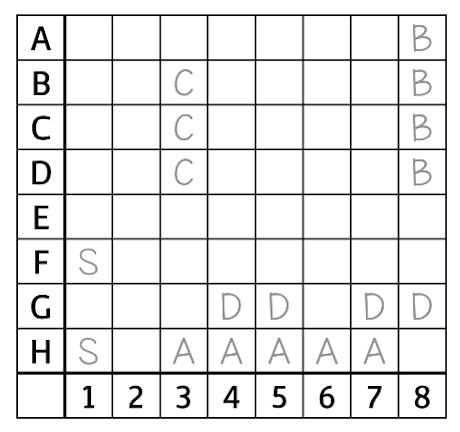 A B
B C B
C C B
D C B
E
F S
G D D D D
H S A A A A A
1 2 3 4 5 6 7 8